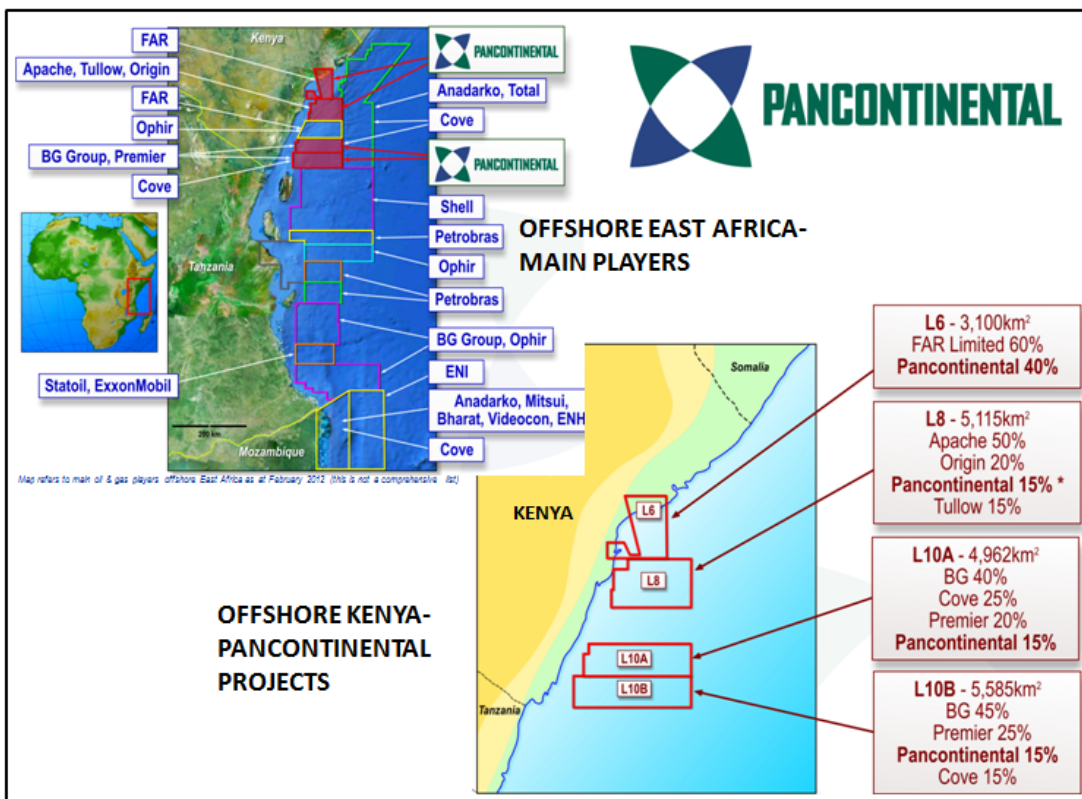 FAR
Apache, Tullow, Origin
FAR
Ophir
BG Group, Premier
Cove
Statoil, ExxonMobil
Kenya
Tanzania
Mozambique
200 km
PANCONTINENTAL
Anadarko, Total
Cove
PANCONTINENTAL
Shell
Petrobras
Ophir
Petrobras
BG Group, Ophir
ENI
Anadarko, Mitsui,
Bharat, Videocon, ENH
Cove
Map refers to main oil & gas players offshore East Africa as at February 2012 (this is not a comprehensive list)
PANCONTINENTAL
OFFSHORE EAST AFRICA-
MAIN PLAYERS
OFFSHORE KENYA-
PANCONTINENTAL
PROJECTS
Somalia
KENYA
L6
L8
L10A
L10B
Tanzania
L6 - 3,100km²
FAR Limited 60%
Pancontinental 40%
L8 - 5,115km²
Apache 50%
Origin 20%
Pancontinental 15% *
Tullow 15%
L10A - 4,962km²
BG 40%
Cove 25%
Premier 20%
Pancontinental 15%
L10B - 5,585km²
BG 45%
Premier 25%
Pancontinental 15%
Cove 15%